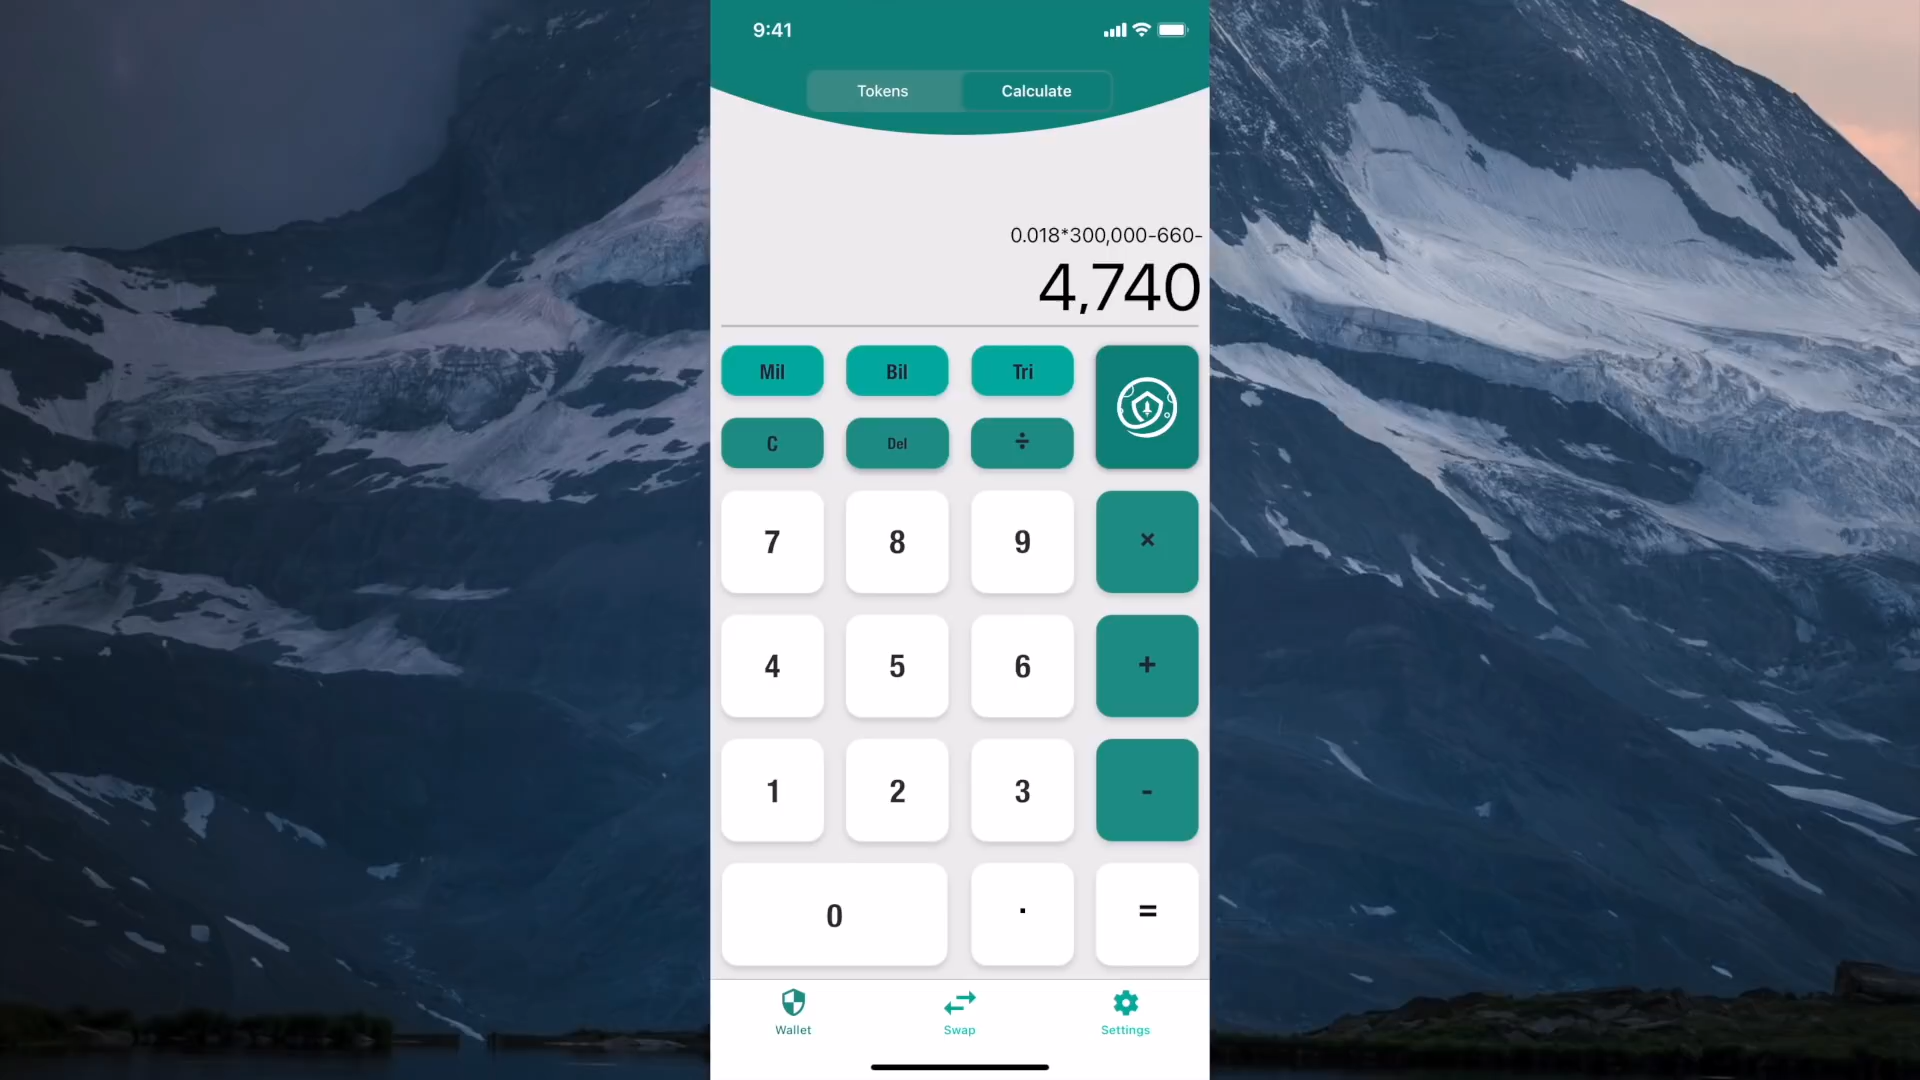 9:41
Tokens Calculate
0.018*300,000-660-
4,740
Mil Bil Tri
C Del ÷
7 8 9 ×
4 5 6 +
1 2 3 -
0 . =
Wallet Swap Settings